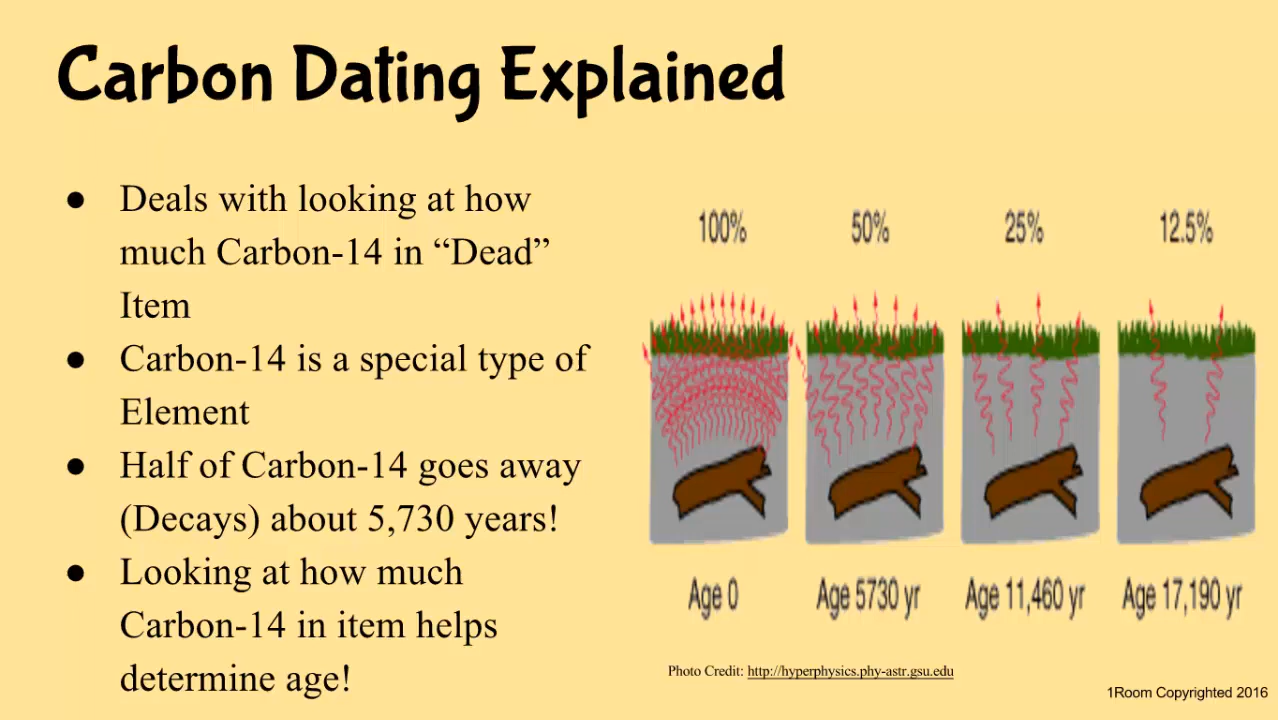 Carbon Dating Explained
● Deals with looking at how
much Carbon-14 in “Dead”
Item
● Carbon-14 is a special type of
Element
● Half of Carbon-14 goes away
(Decays) about 5,730 years!
● Looking at how much
Carbon-14 in item helps
determine age!
100% 50% 25% 12.5%
Age 0 Age 5730 yr Age 11,460 yr Age 17,190 yr
Photo Credit: http://hyperphysics.phy-astr.gsu.edu
1Room Copyrighted 2016